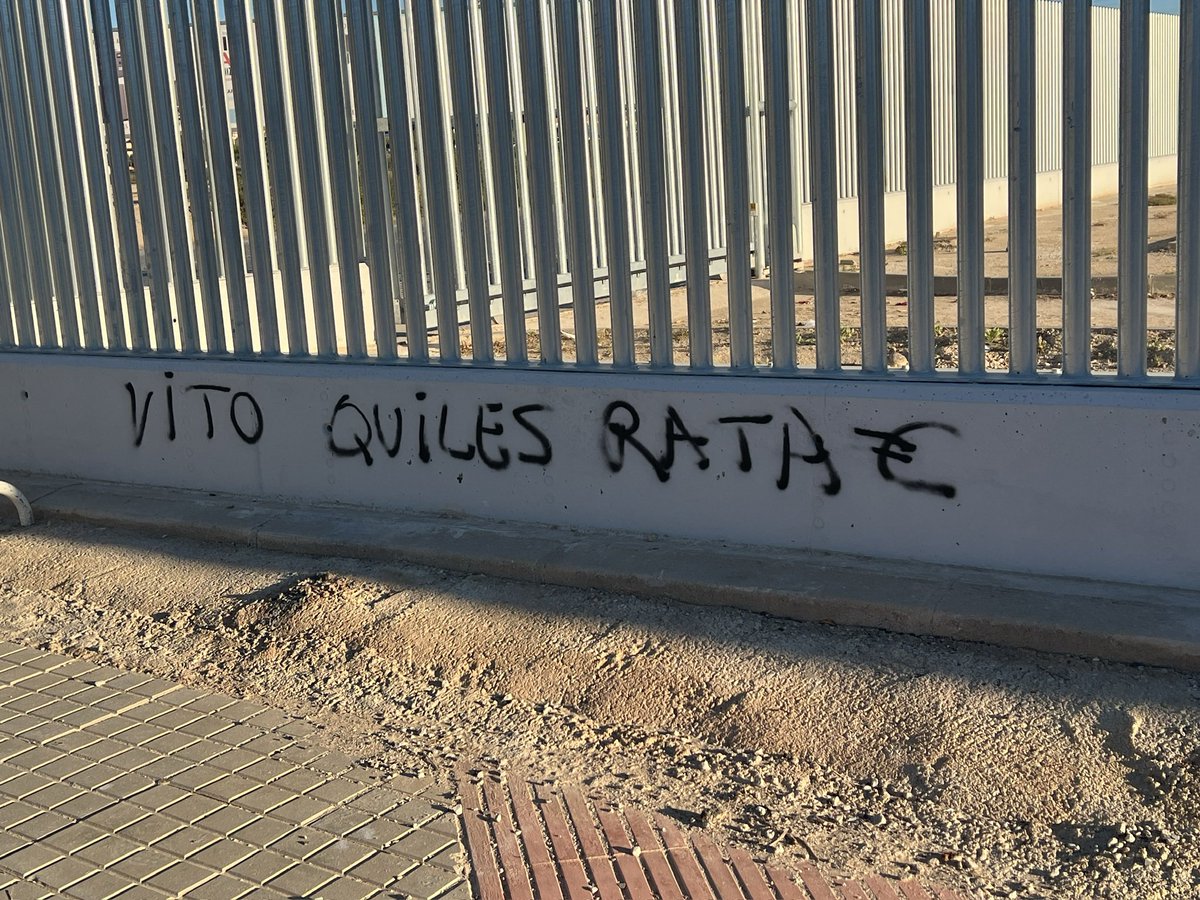 VITO QUILES RATA €